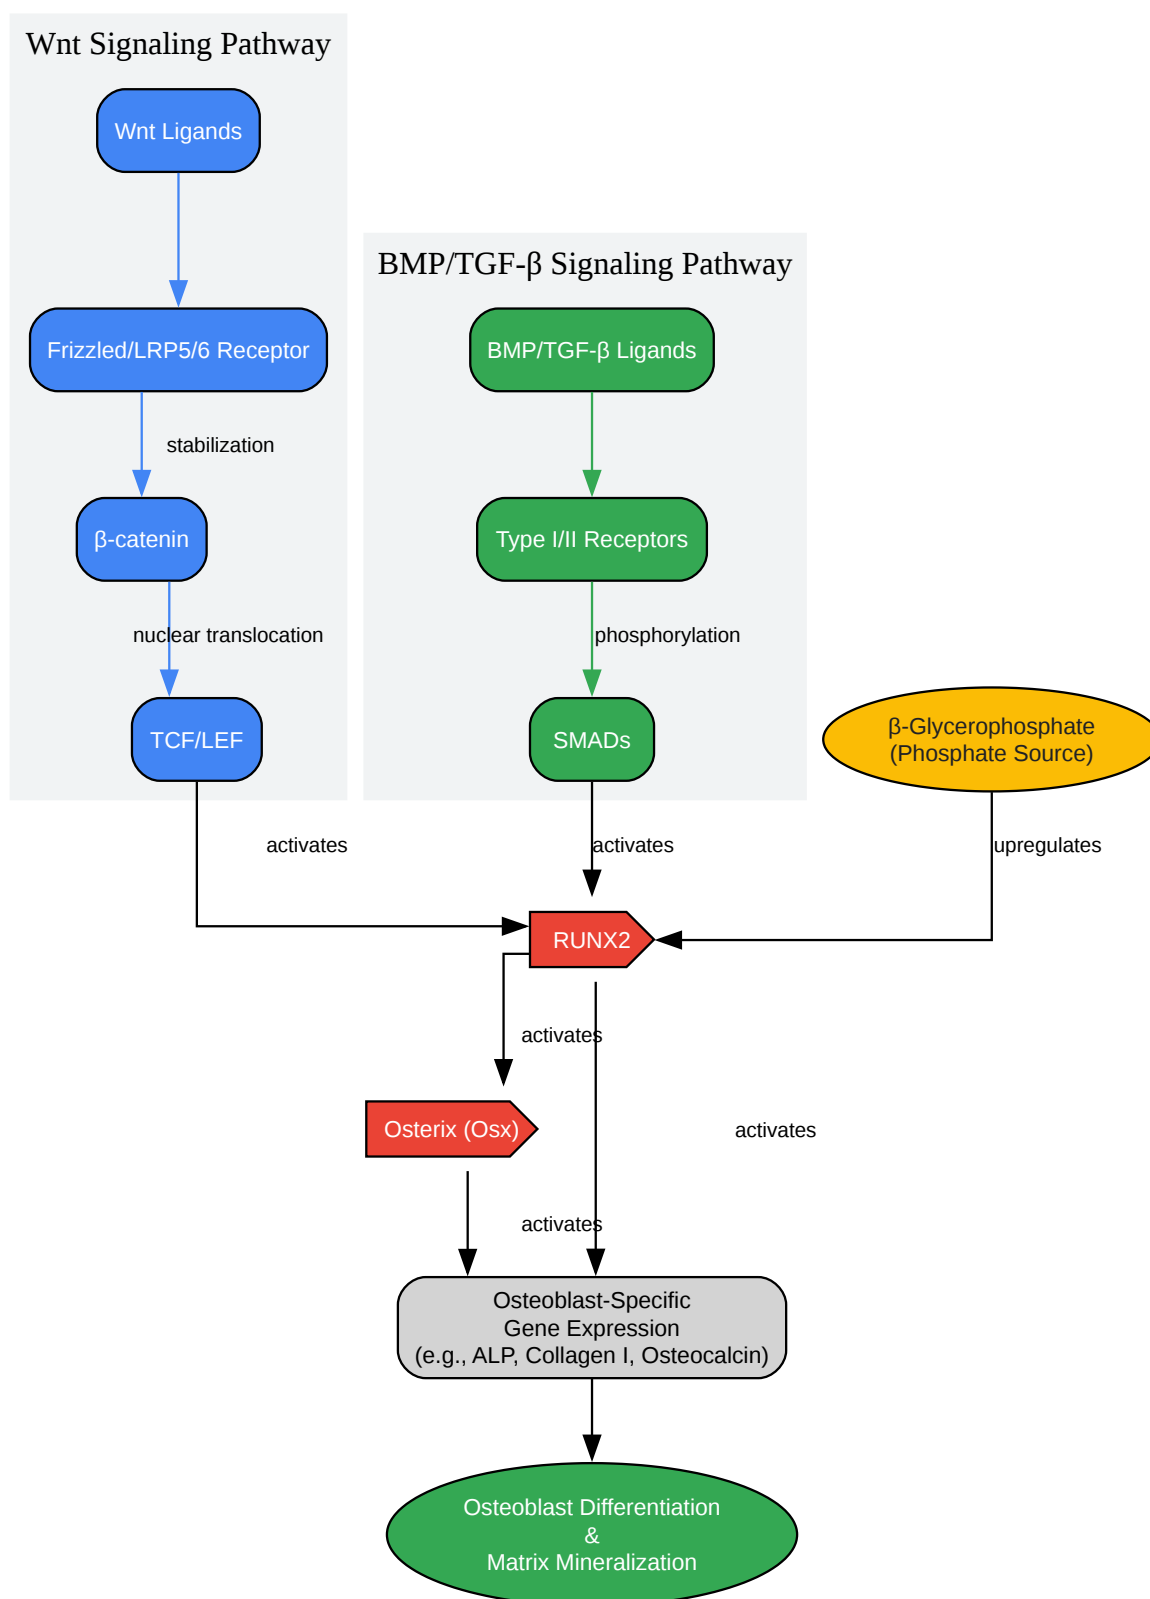 Wnt Signaling Pathway
Wnt Ligands
Frizzled/LRP5/6 Receptor
stabilization
β-catenin
nuclear translocation
TCF/LEF
BMP/TGF-β Signaling Pathway
BMP/TGF-β Ligands
Type I/II Receptors
phosphorylation
SMADs
β-Glycerophosphate
(Phosphate Source)
activates
activates
upregulates
RUNX2
activates
Osterix (Osx)
activates
activates
Osteoblast-Specific
Gene Expression
(e.g., ALP, Collagen I, Osteocalcin)
Osteoblast Differentiation
&
Matrix Mineralization